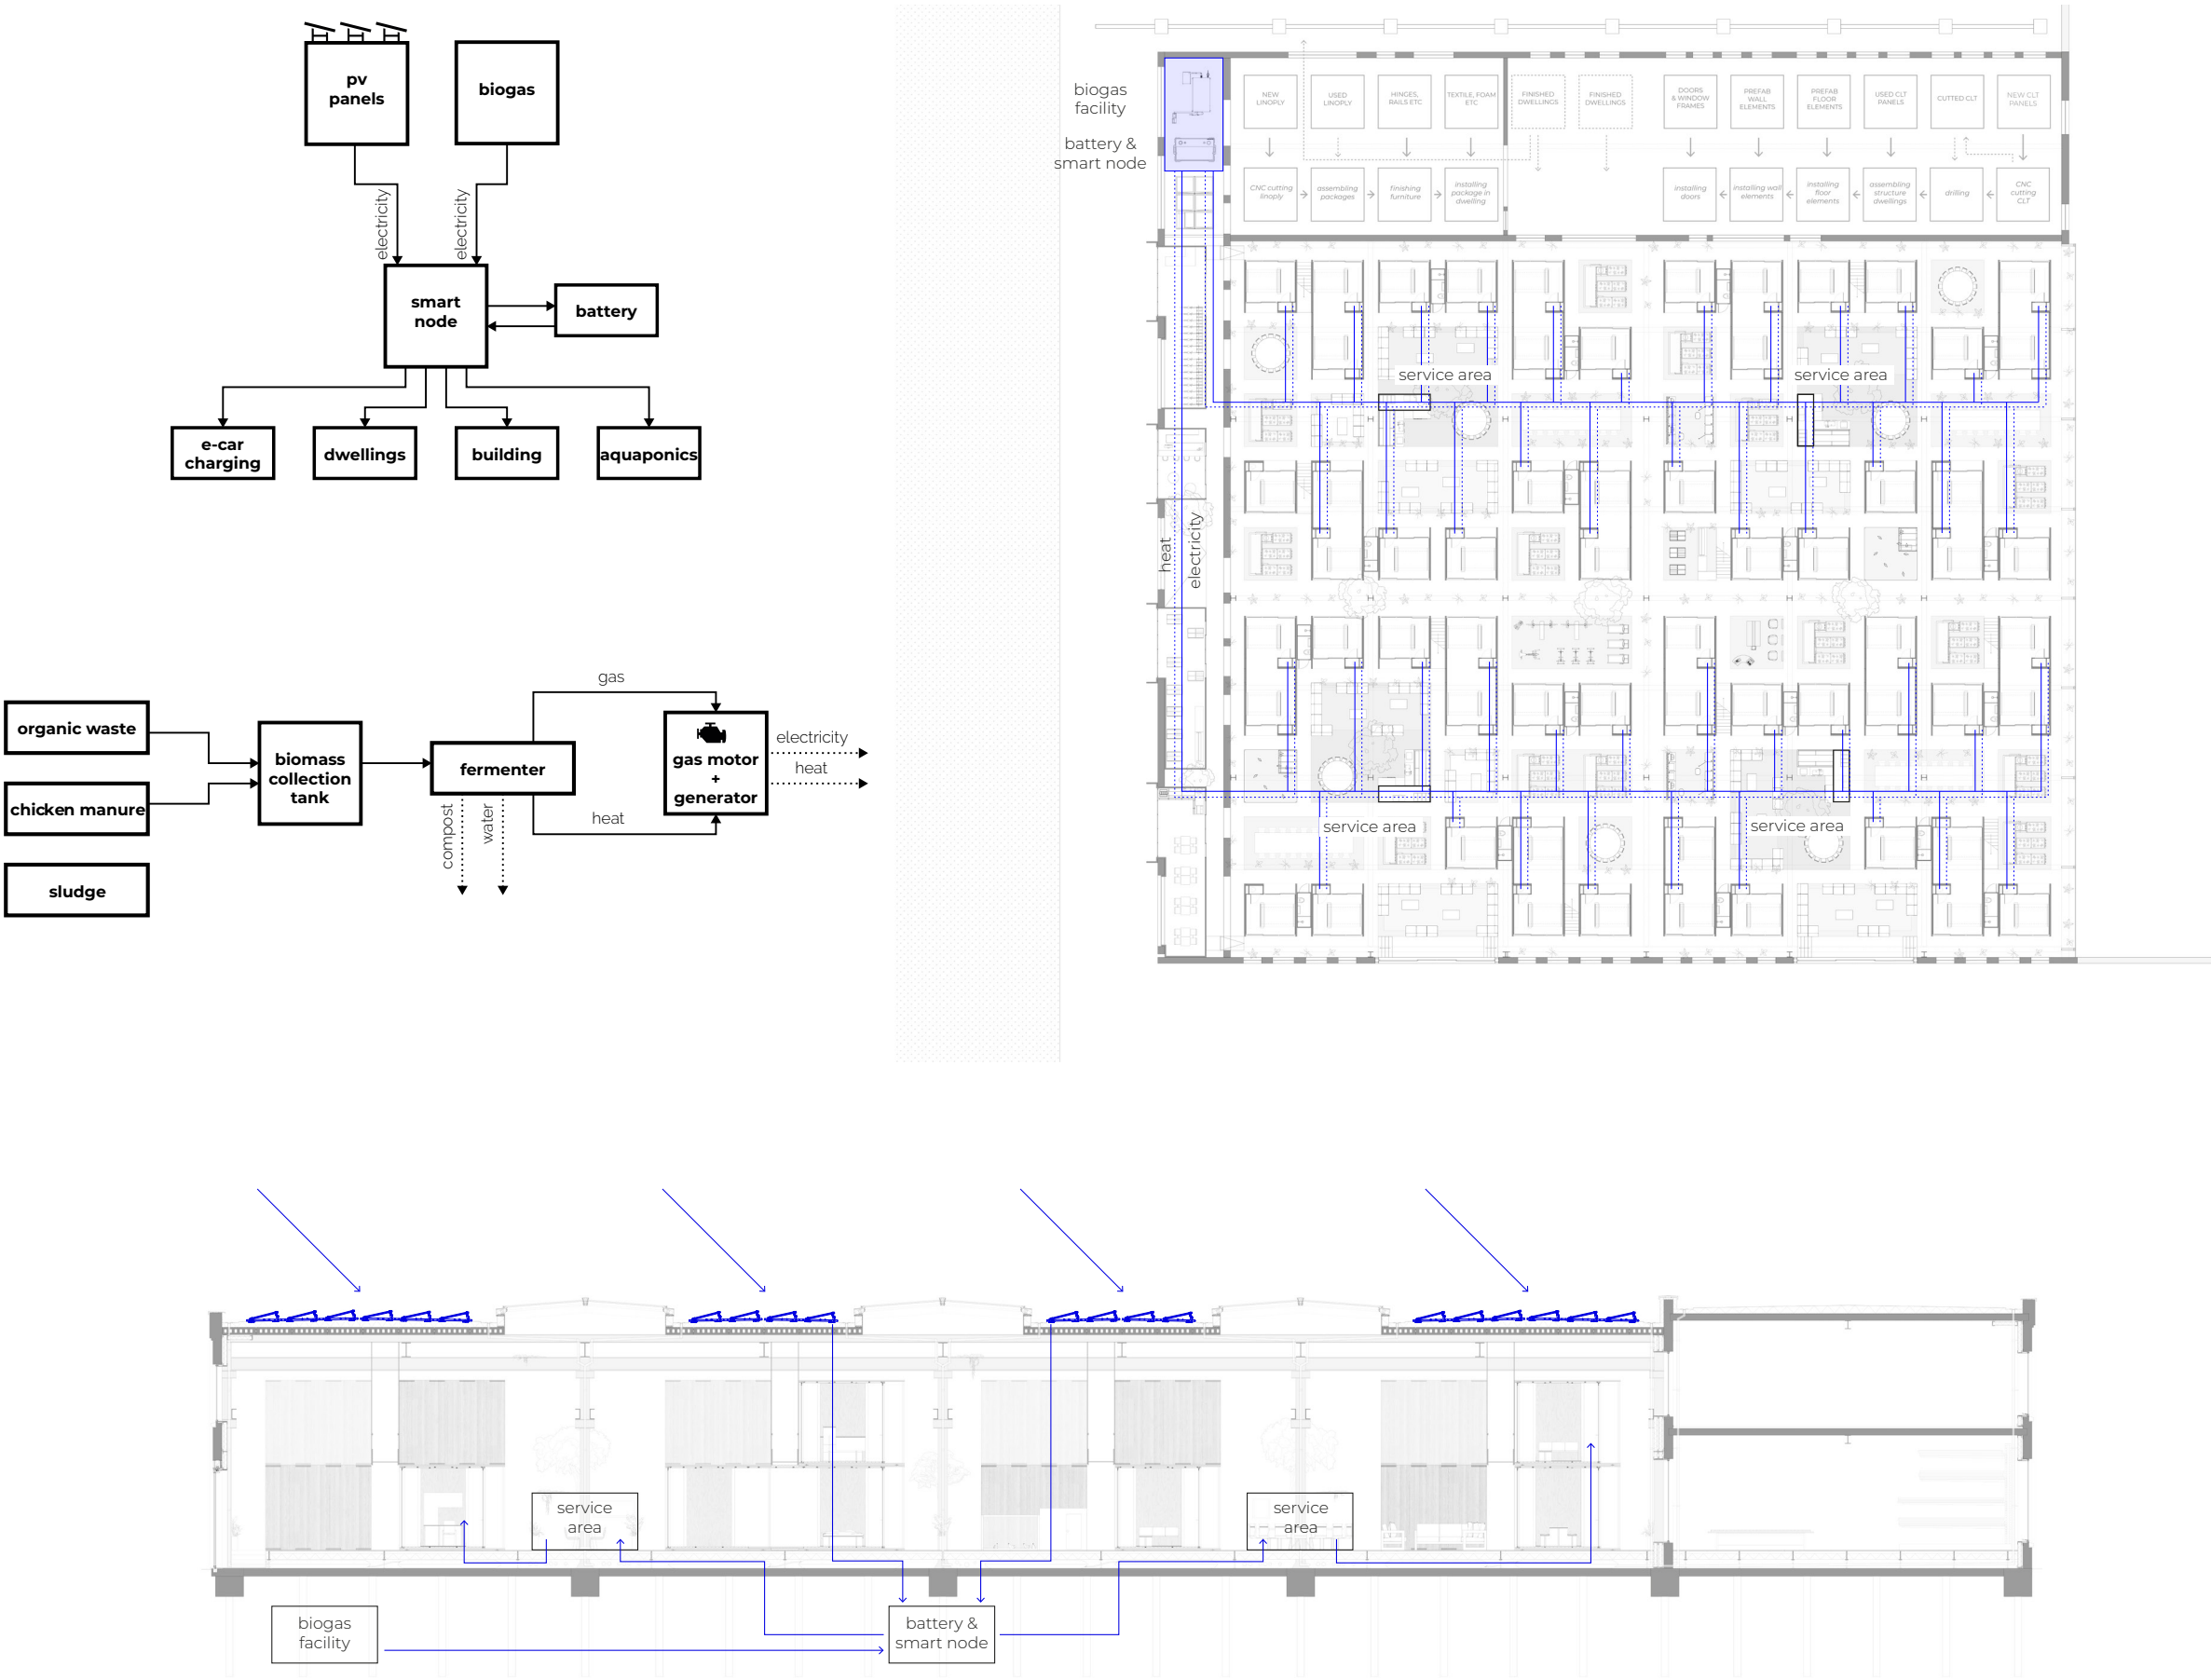 pv
panels
biogas
electricity
electricity
smart
node
battery
e-car
charging
dwellings
building
aquaponics
organic waste
chicken manure
sludge
biomass
collection
tank
fermenter
gas
heat
compost
water
gas motor
+
generator
electricity
heat
biogas
facility
battery &
smart node
NEW
LINOPLY
USED
LINOPLY
HINGES,
RAILS ETC
TEXTILE, FOAM
ETC
FINISHED
DWELLINGS
FINISHED
DWELLINGS
DOORS
& WINDOW
FRAMES
PREFAB
WALL
ELEMENTS
PREFAB
FLOOR
ELEMENTS
USED CLT
PANELS
CUTTED CLT
NEW CLT
PANELS
CNC cutting
linoply
assembling
packages
finishing
furniture
installing
package in
dwelling
installing
doors
installing wall
elements
installing
floor
elements
assembling
structure
dwellings
drilling
CNC
cutting
CLT
service area
service area
heat
electricity
service area
service area
service
area
service
area
biogas
facility
battery &
smart node